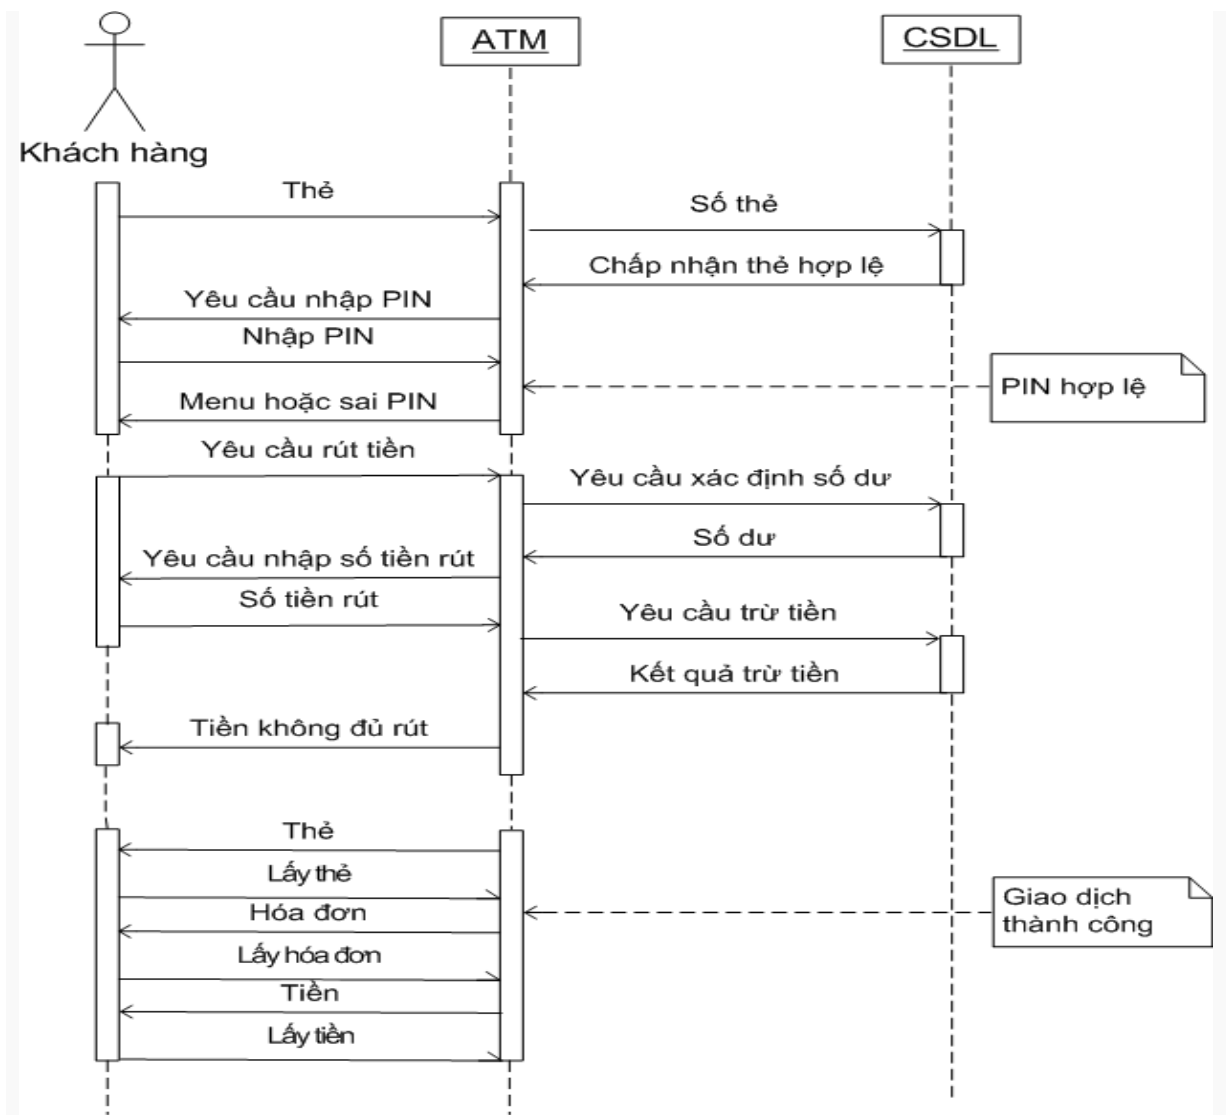 ATM
CSDL
Khách hàng
Thẻ
Số thẻ
Chấp nhận thẻ hợp lệ
Yêu cầu nhập PIN
Nhập PIN
PIN hợp lệ
Menu hoặc sai PIN
Yêu cầu rút tiền
Yêu cầu xác định số dư
Số dư
Yêu cầu nhập số tiền rút
Số tiền rút
Yêu cầu trừ tiền
Kết quả trừ tiền
Tiền không đủ rút
Thẻ
Lấy thẻ
Giao dịch
thành công
Hóa đơn
Lấy hóa đơn
Tiền
Lấy tiền